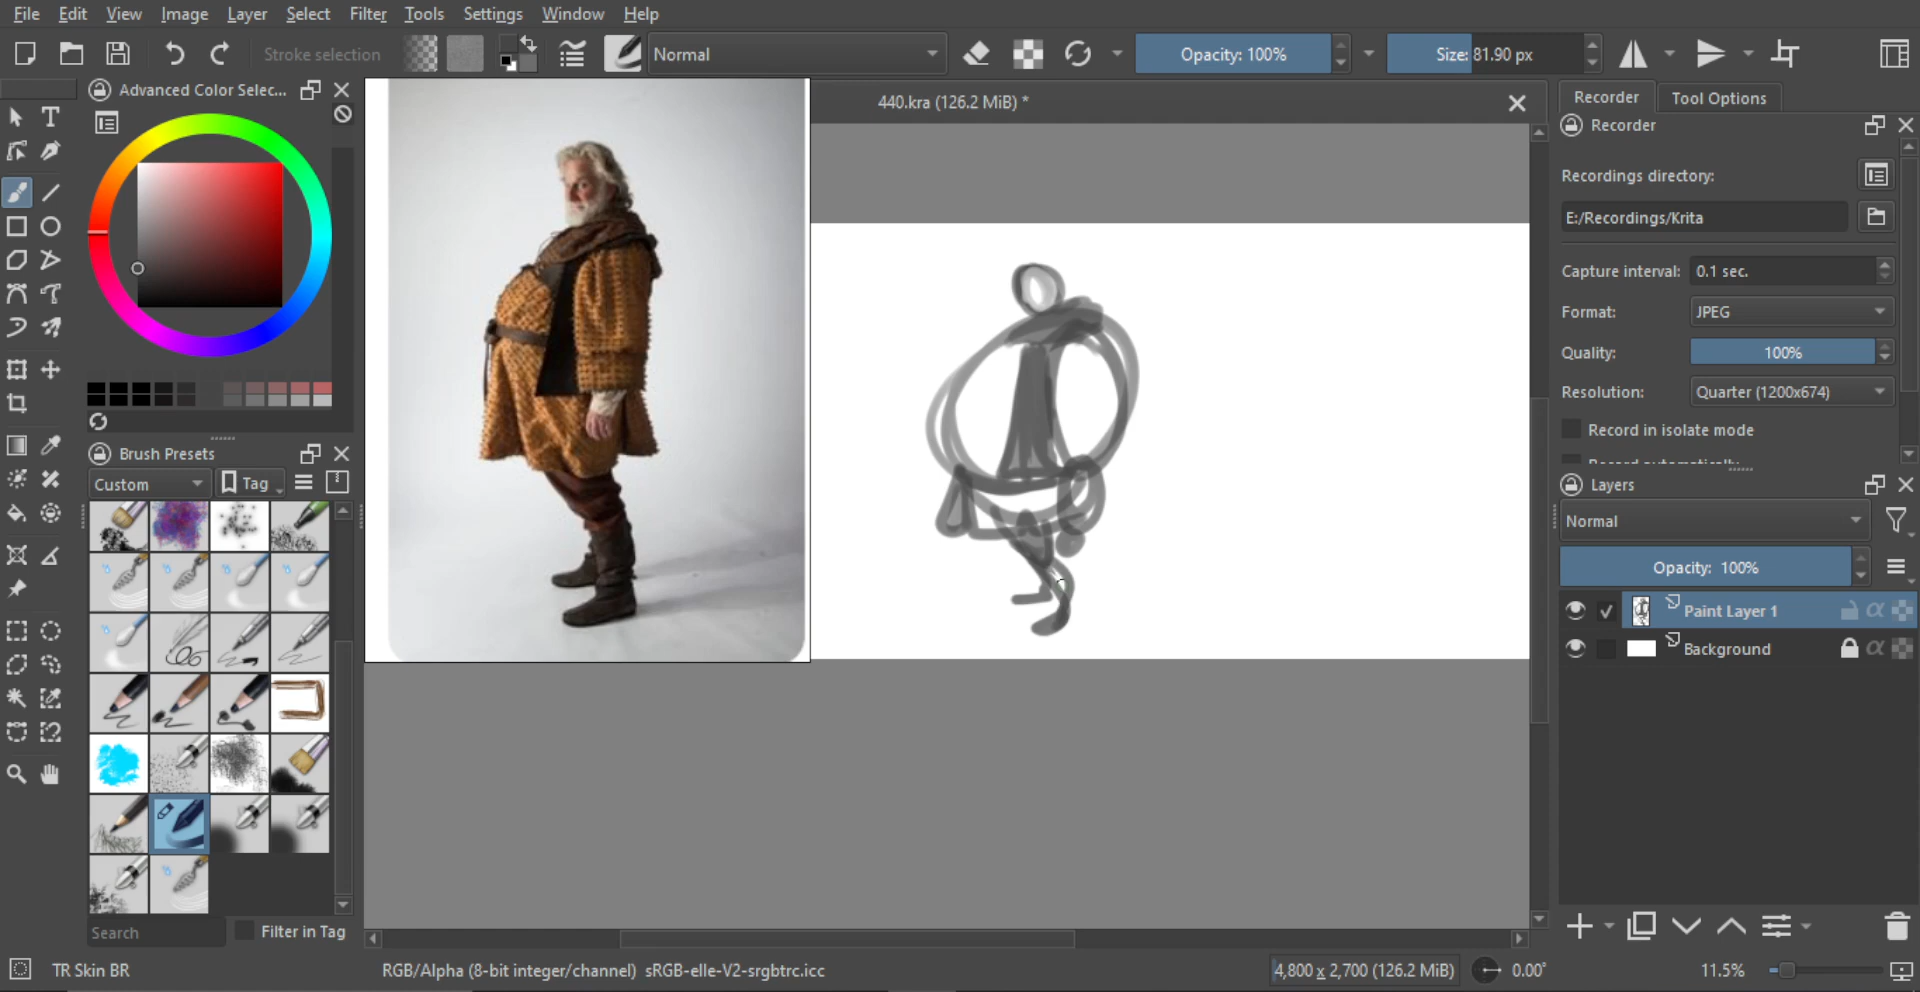 File Edit View Image Layer Select Filter Tools Settings Window Help
Stroke selection Normal Opacity: 100% Size: 81.90 px
Advanced Color Selec...
440.kra (126.2 MiB) *
Recorder Tool Options
Recorder
Recordings directory:
E:/Recordings/Krita
Capture interval: 0.1 sec.
Format: JPEG
Quality: 100%
Resolution: Quarter (1200x674)
Record in isolate mode
Record automatically
Brush Presets
Custom Tag
Layers
Normal
Opacity: 100%
Paint Layer 1
Background
Search Filter in Tag
TR Skin BR RGB/Alpha (8-bit integer/channel) sRGB-elle-V2-srgbtrc.icc 4,800 x 2,700 (126.2 MiB) 0.00° 11.5%